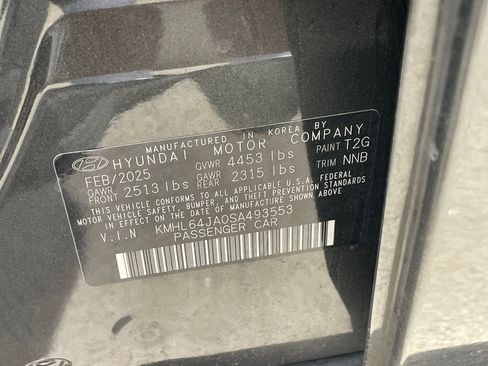 MANUFACTURED IN KOREA BY
HYUNDAI MOTOR COMPANY
FEB/2025 GVWR 4453 lbs PAINT T2G
GAWR FRONT 2513 lbs GAWR REAR 2315 lbs TRIM NNB
THIS VEHICLE CONFORMS TO ALL APPLICABLE U.S.A. FEDERAL
MOTOR VEHICLE SAFETY, BUMPER, AND THEFT PREVENTION STANDARDS
IN EFFECT ON THE DATE OF MANUFACTURE SHOWN ABOVE.
V.I.N KMHL64JA0SA493553
PASSENGER CAR